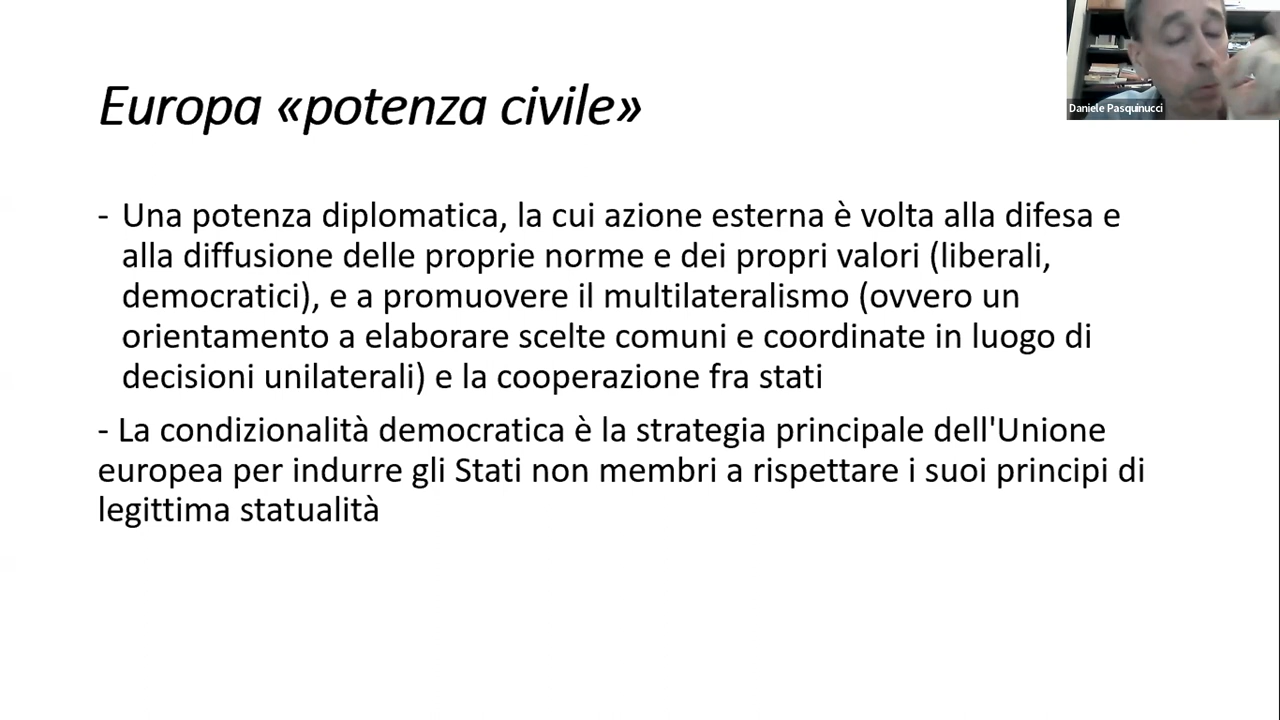 Daniele Pasquinucci
Europa «potenza civile»
- Una potenza diplomatica, la cui azione esterna è volta alla difesa e
alla diffusione delle proprie norme e dei propri valori (liberali,
democratici), e a promuovere il multilateralismo (ovvero un
orientamento a elaborare scelte comuni e coordinate in luogo di
decisioni unilaterali) e la cooperazione fra stati
- La condizionalità democratica è la strategia principale dell'Unione
europea per indurre gli Stati non membri a rispettare i suoi principi di
legittima statualità